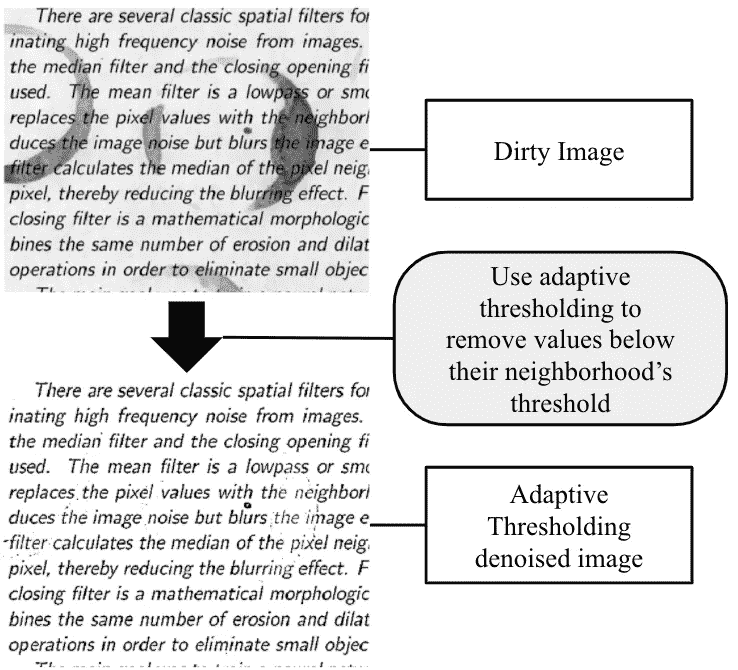 There are several classic spatial filters for
inating high frequency noise from images.
the median filter and the closing opening fi
used. The mean filter is a lowpass or smo
replaces the pixel values with the neighborh
duces the image noise but blurs the image e
filter calculates the median of the pixel neig
pixel, thereby reducing the blurring effect. F
closing filter is a mathematical morphologic
bines the same number of erosion and dilat
operations in order to eliminate small objec
Dirty Image
Use adaptive
thresholding to
remove values below
their neighborhood's
threshold
There are several classic spatial filters for
inating high frequency noise from images.
the median filter and the closing opening fi
used. The mean filter is a lowpass or smo
replaces the pixel values with the neighborh
duces the image noise but blurs the image e
filter calculates the median of the pixel neig
pixel, thereby reducing the blurring effect. F
closing filter is a mathematical morphologic
bines the same number of erosion and dilat
operations in order to eliminate small objec
Adaptive
Thresholding
denoised image